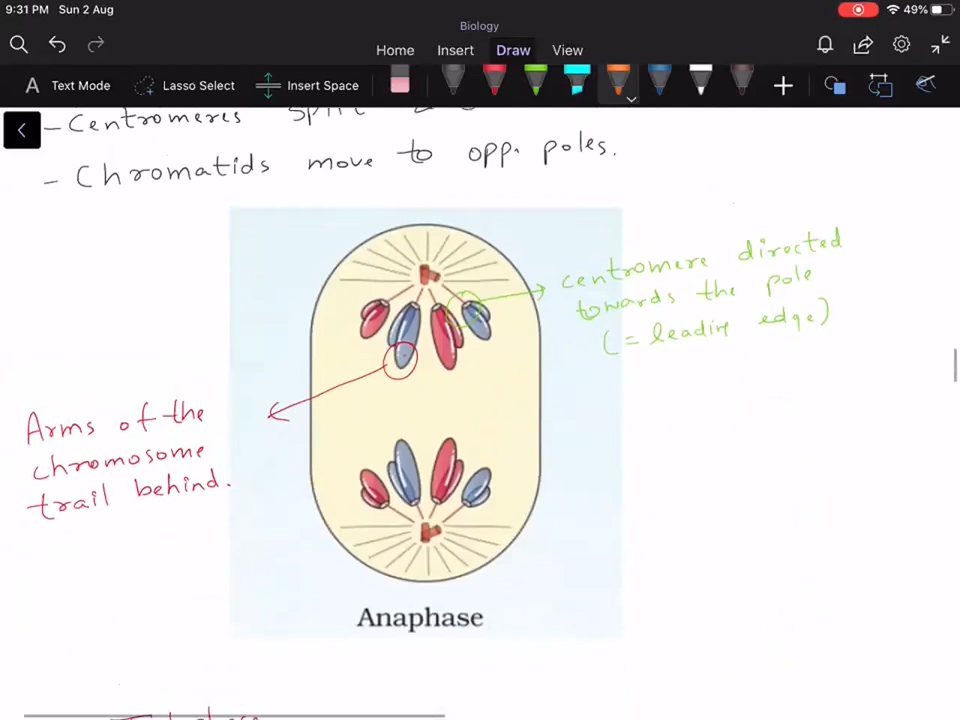 9:31 PM Sun 2 Aug
49%
Biology
Home Insert Draw View
Text Mode Lasso Select Insert Space
- Centromeres split
- Chromatids move to opp. poles.
centromere directed
towards the pole
(= leading edge)
Arms of the
chromosome
trail behind.
Anaphase